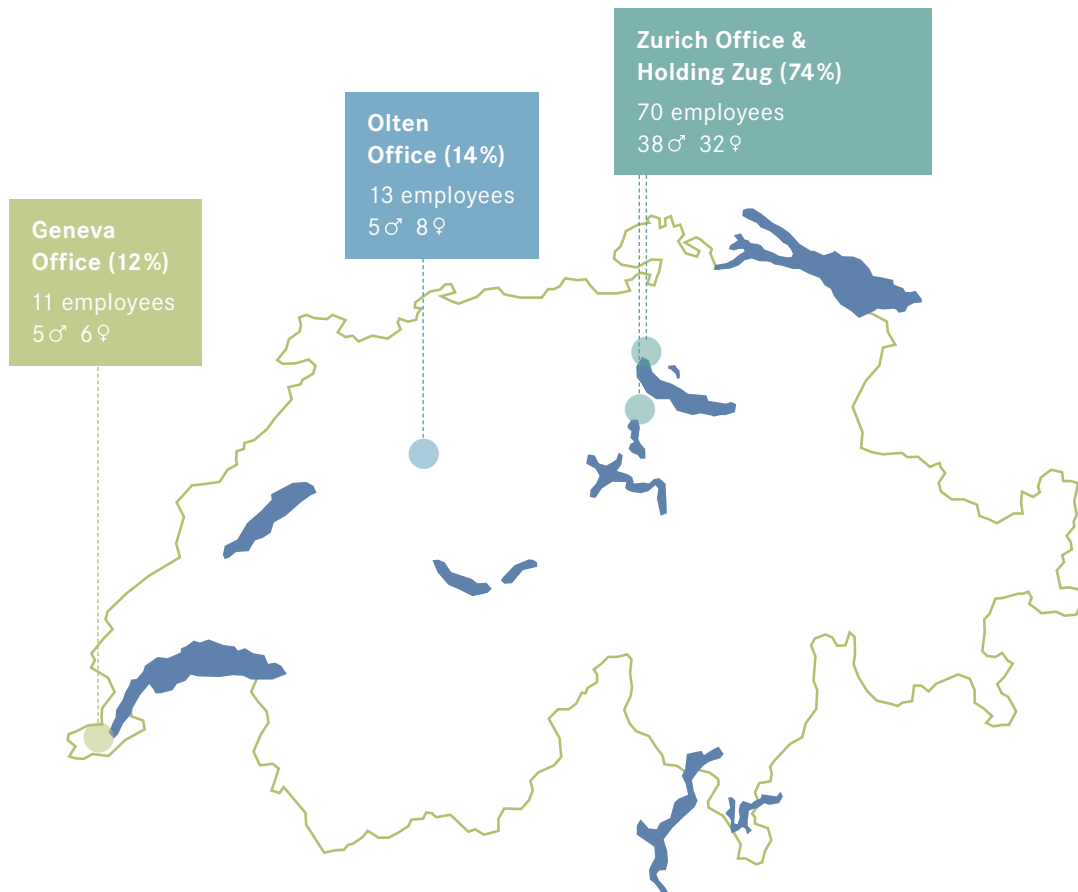 Zurich Office &
Holding Zug (74%)
70 employees
38♂ 32♀
Olten
Office (14%)
13 employees
5♂ 8♀
Geneva
Office (12%)
11 employees
5♂ 6♀